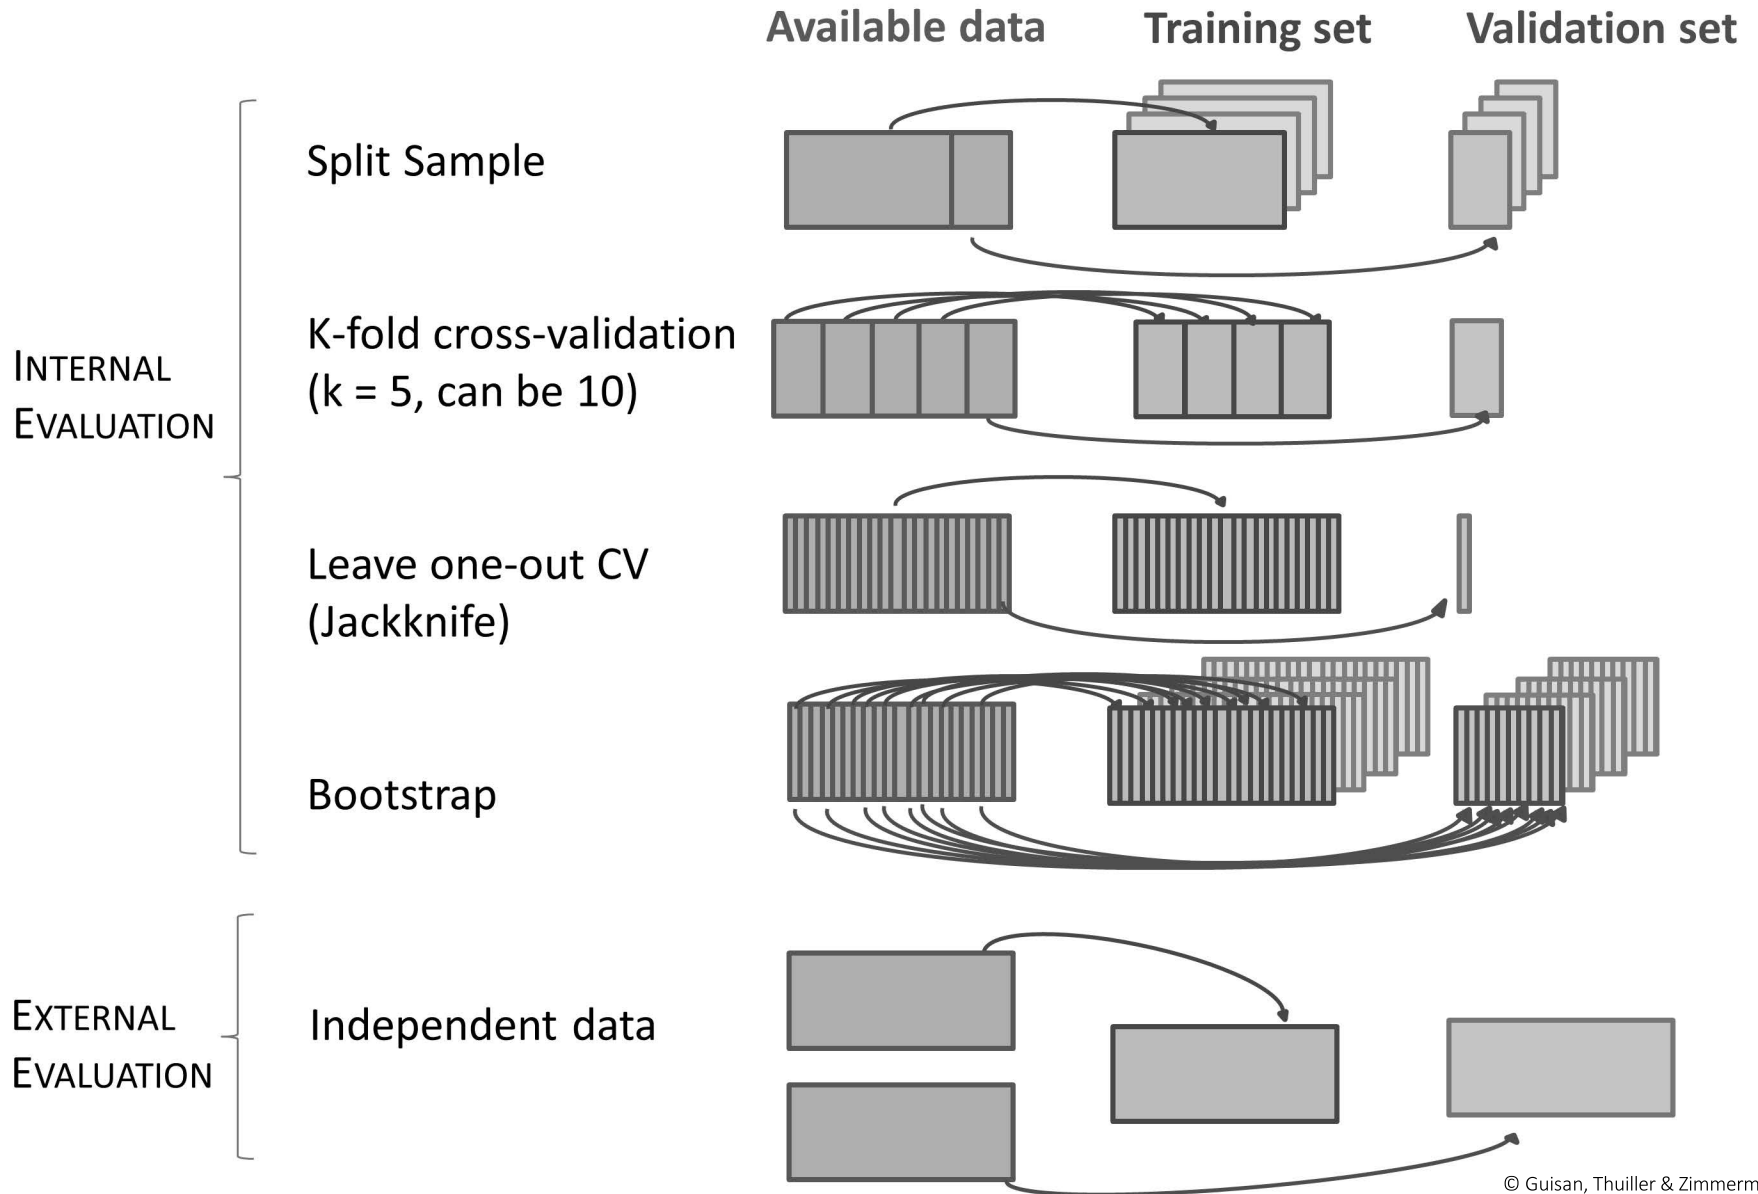 Available data
Training set
Validation set
Split Sample
K-fold cross-validation
(k = 5, can be 10)
INTERNAL
EVALUATION
Leave one-out CV
(Jackknife)
Bootstrap
EXTERNAL
EVALUATION
Independent data
© Guisan, Thuiller & Zimmerm